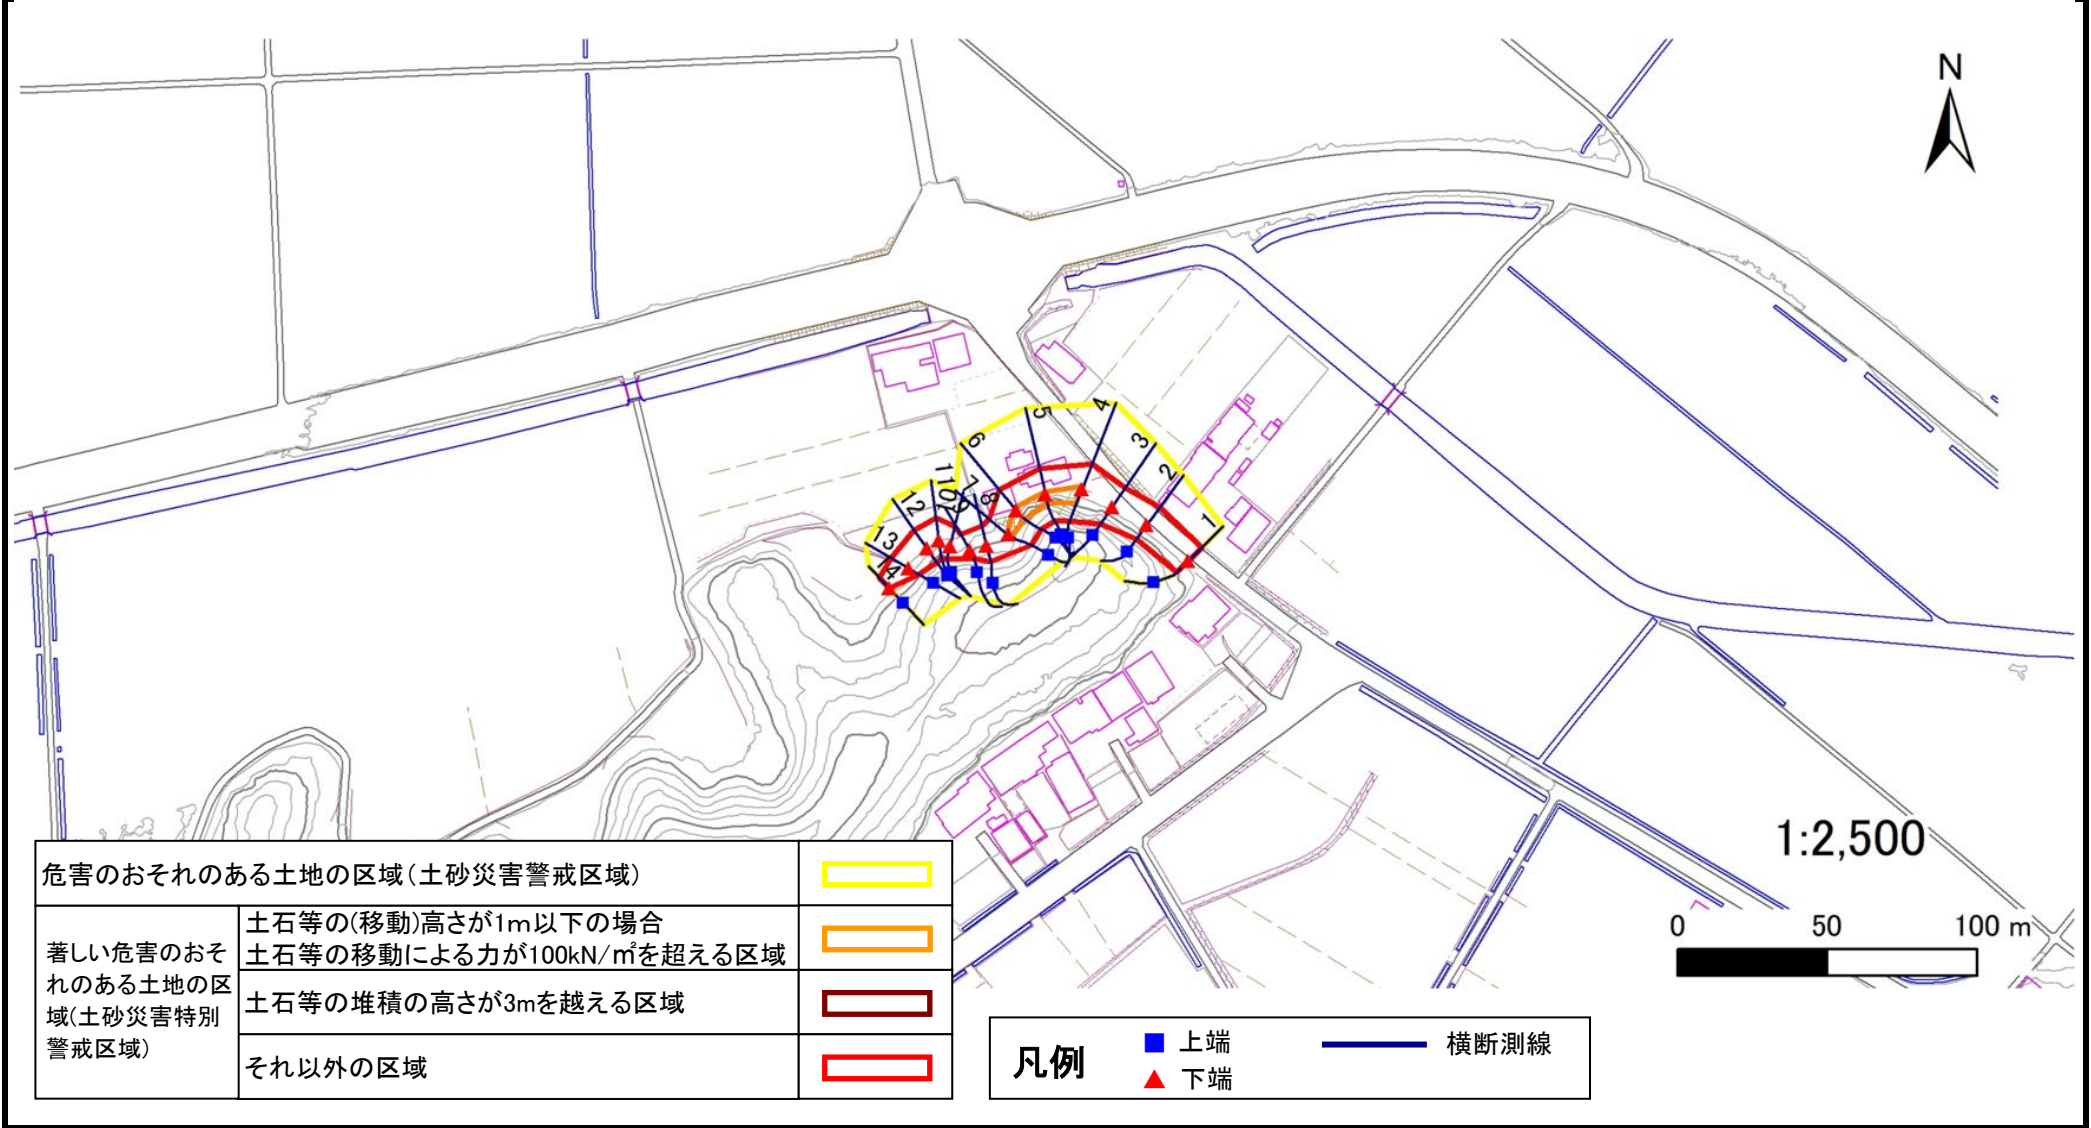 N
5
4
6
3
2
11
7
10
12
9
8
1
13
14
1:2,500
0 50 100 m
危害のおそれのある土地の区域(土砂災害警戒区域)
著しい危害のおそ
れのある土地の区
域(土砂災害特別
警戒区域)
土石等の(移動)高さが1m以下の場合
土石等の移動による力が100kN/㎡を超える区域
土石等の堆積の高さが3mを越える区域
それ以外の区域
凡例
上端
下端
横断測線